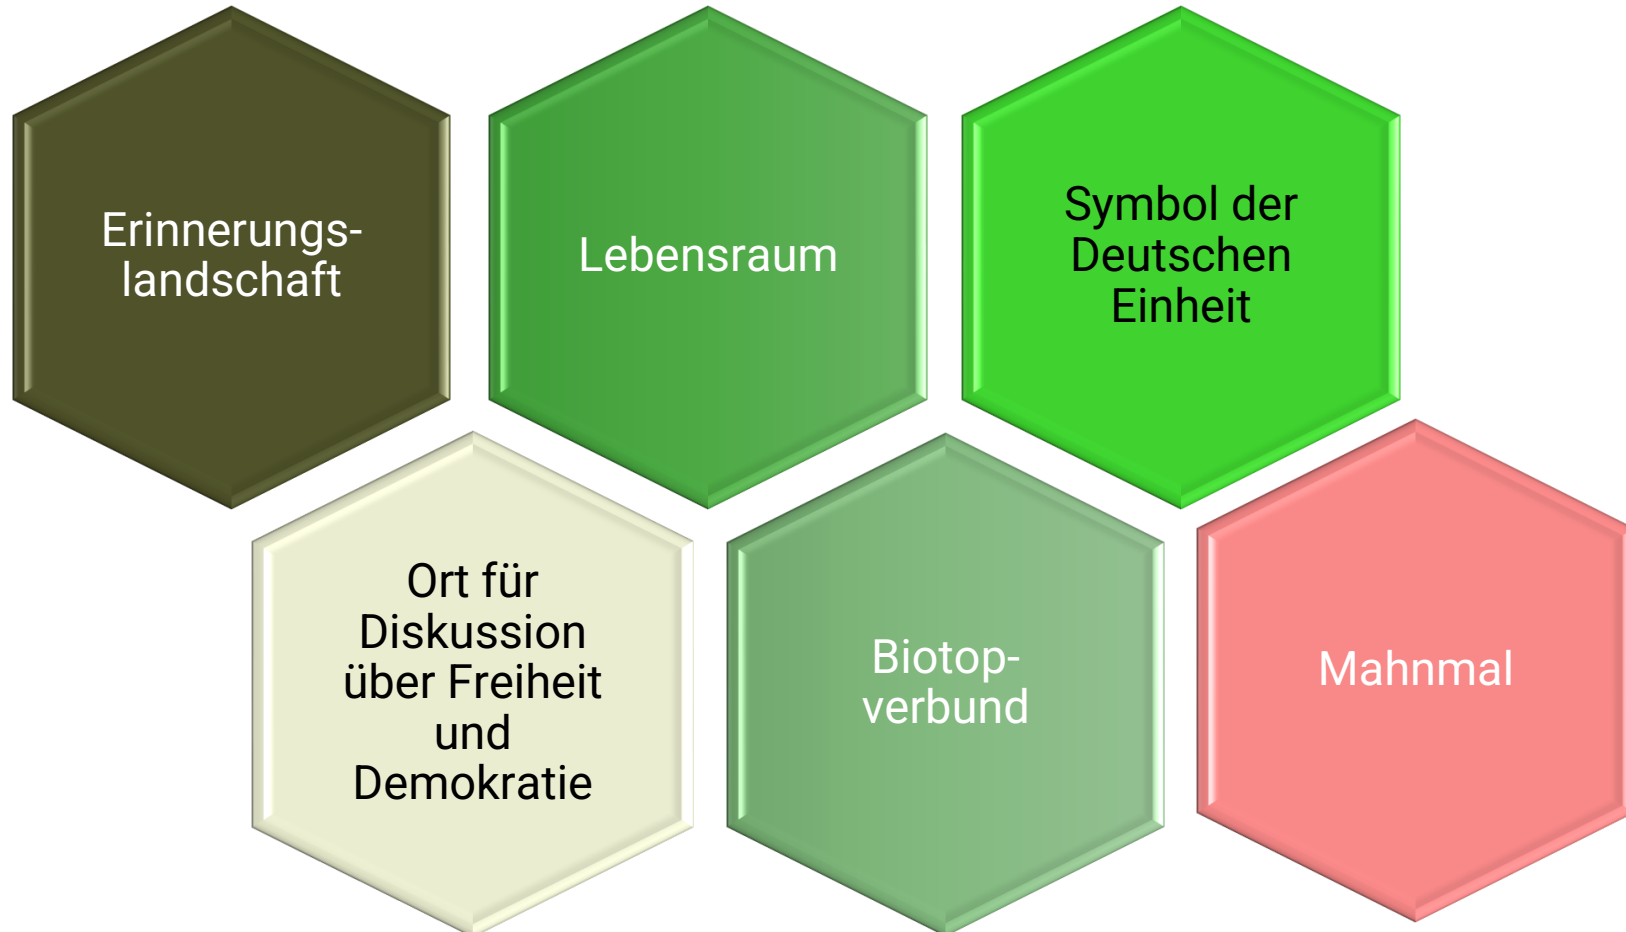 Erinnerungs-
landschaft
Lebensraum
Symbol der
Deutschen
Einheit
Ort für
Diskussion
über Freiheit
und
Demokratie
Biotop-
verbund
Mahnmal